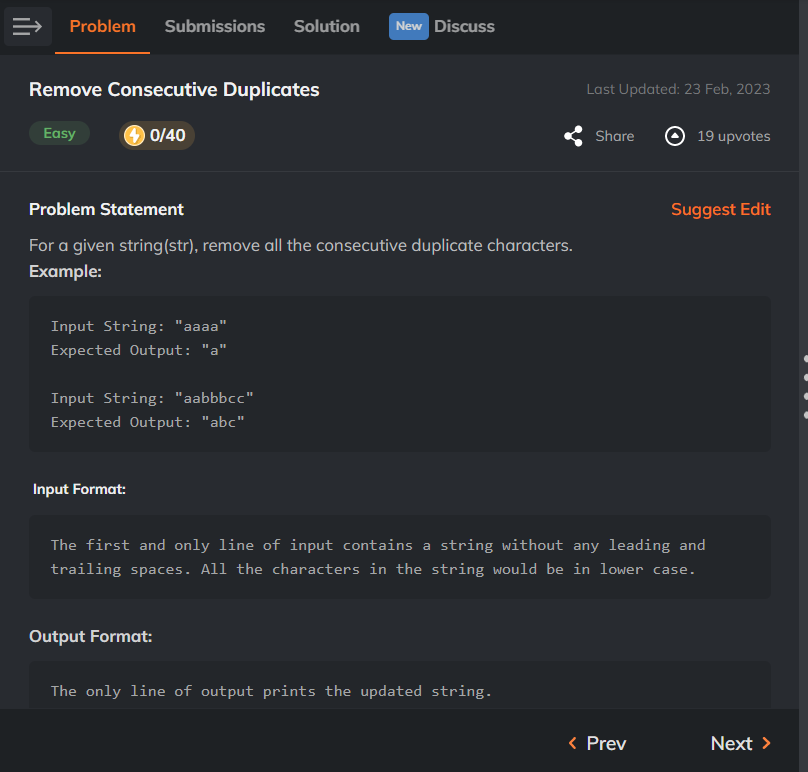 Problem Submissions Solution New Discuss
Remove Consecutive Duplicates Last Updated: 23 Feb, 2023
Easy 0/40 Share 19 upvotes
Problem Statement Suggest Edit
For a given string(str), remove all the consecutive duplicate characters.
Example:
Input String: "aaaa"
Expected Output: "a"
Input String: "aabbbcc"
Expected Output: "abc"
Input Format:
The first and only line of input contains a string without any leading and
trailing spaces. All the characters in the string would be in lower case.
Output Format:
The only line of output prints the updated string.
Prev Next